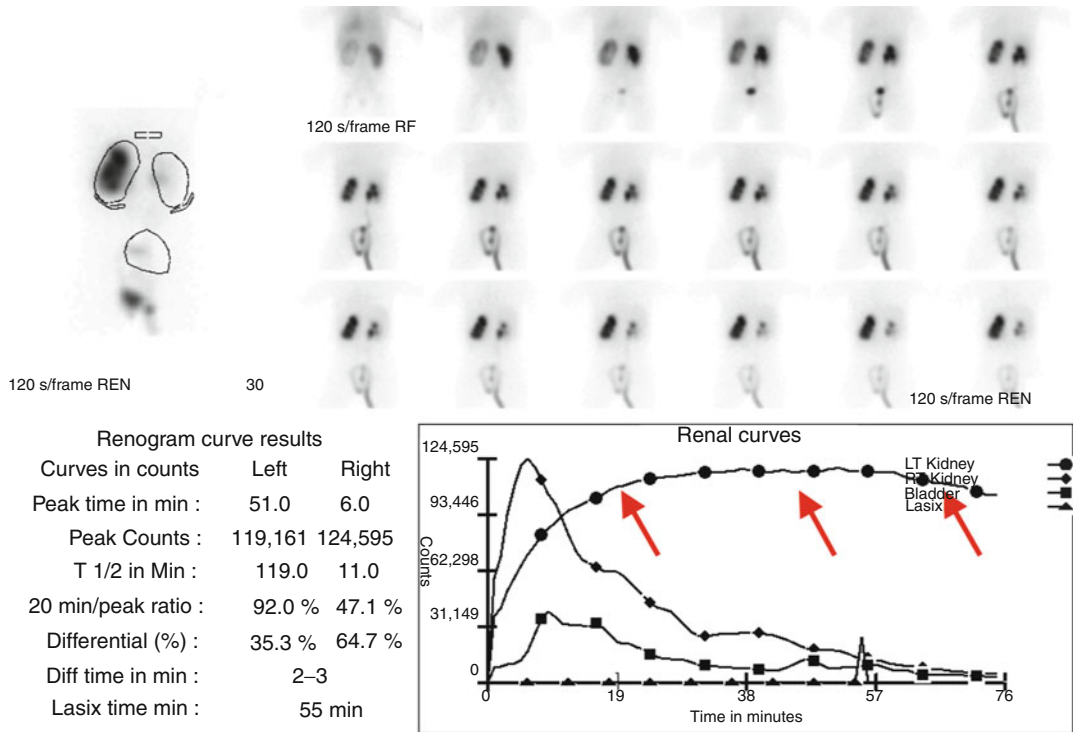 120 s/frame RF
120 s/frame REN
30
120 s/frame REN
Renogram curve results
Curves in counts Left Right
Peak time in min : 51.0 6.0
Peak Counts : 119,161 124,595
T 1/2 in Min : 119.0 11.0
20 min/peak ratio : 92.0 % 47.1 %
Differential (%) : 35.3 % 64.7 %
Diff time in min : 2–3
Lasix time min : 55 min
Renal curves
124,595
93,446
62,298
31,149
0
Counts
LT Kidney
RT Kidney
Bladder
Lasix
0 19 38 57 76
Time in minutes